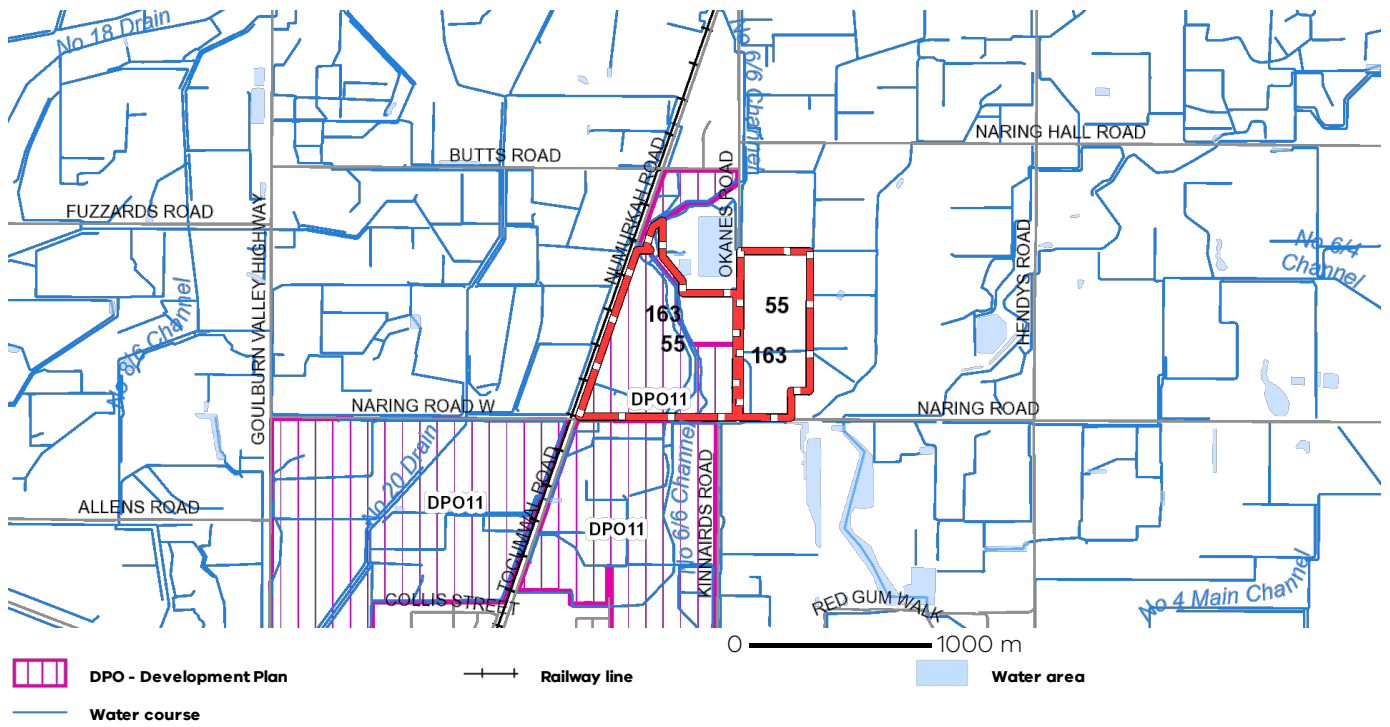 No 18 Drain
No 6/6 Channel
NARING HALL ROAD
BUTTS ROAD
NUMURKAH ROAD
OKANES ROAD
FUZZARDS ROAD
GOULBURN VALLEY HIGHWAY
HENDYS ROAD
No 6/4
Channel
No 8/6 Channel
163
55
55
163
DPO11
NARING ROAD W
NARING ROAD
No 20 Drain
TOCUMWAL ROAD
No 6/6 Channel
KINNAIRDS ROAD
ALLENS ROAD
DPO11
DPO11
COLLIS STREET
RED GUM WALK
No 4 Main Channel
0 1000 m
DPO - Development Plan
Railway line
Water area
Water course